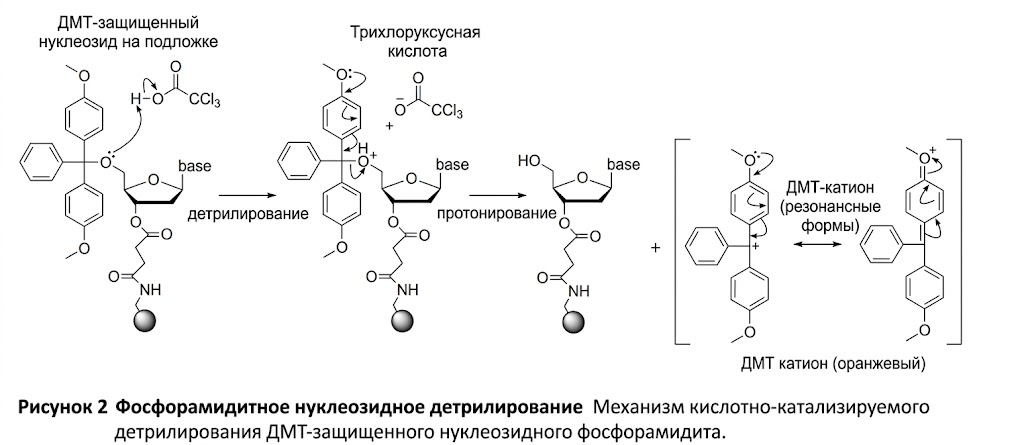 ДМТ-защищенный
нуклеозид на подложке
Трихлоруксусная
кислота
O
H–O
O
CCl3
O:
O
base
O
O
O
NH
детрилирование
O:
O
O
CCl3
+
H
O+
O
base
O
O
O
O
NH
протонирование
HO
O
base
O
O
O
NH
+
O:
+
O
ДМТ-катион
(резонансные
формы)
O+
O
ДМТ катион (оранжевый)
Рисунок 2 Фосфорамидитное нуклеозидное детрилирование Механизм кислотно-катализируемого
детрилирования ДМТ-защищенного нуклеозидного фосфорамидита.